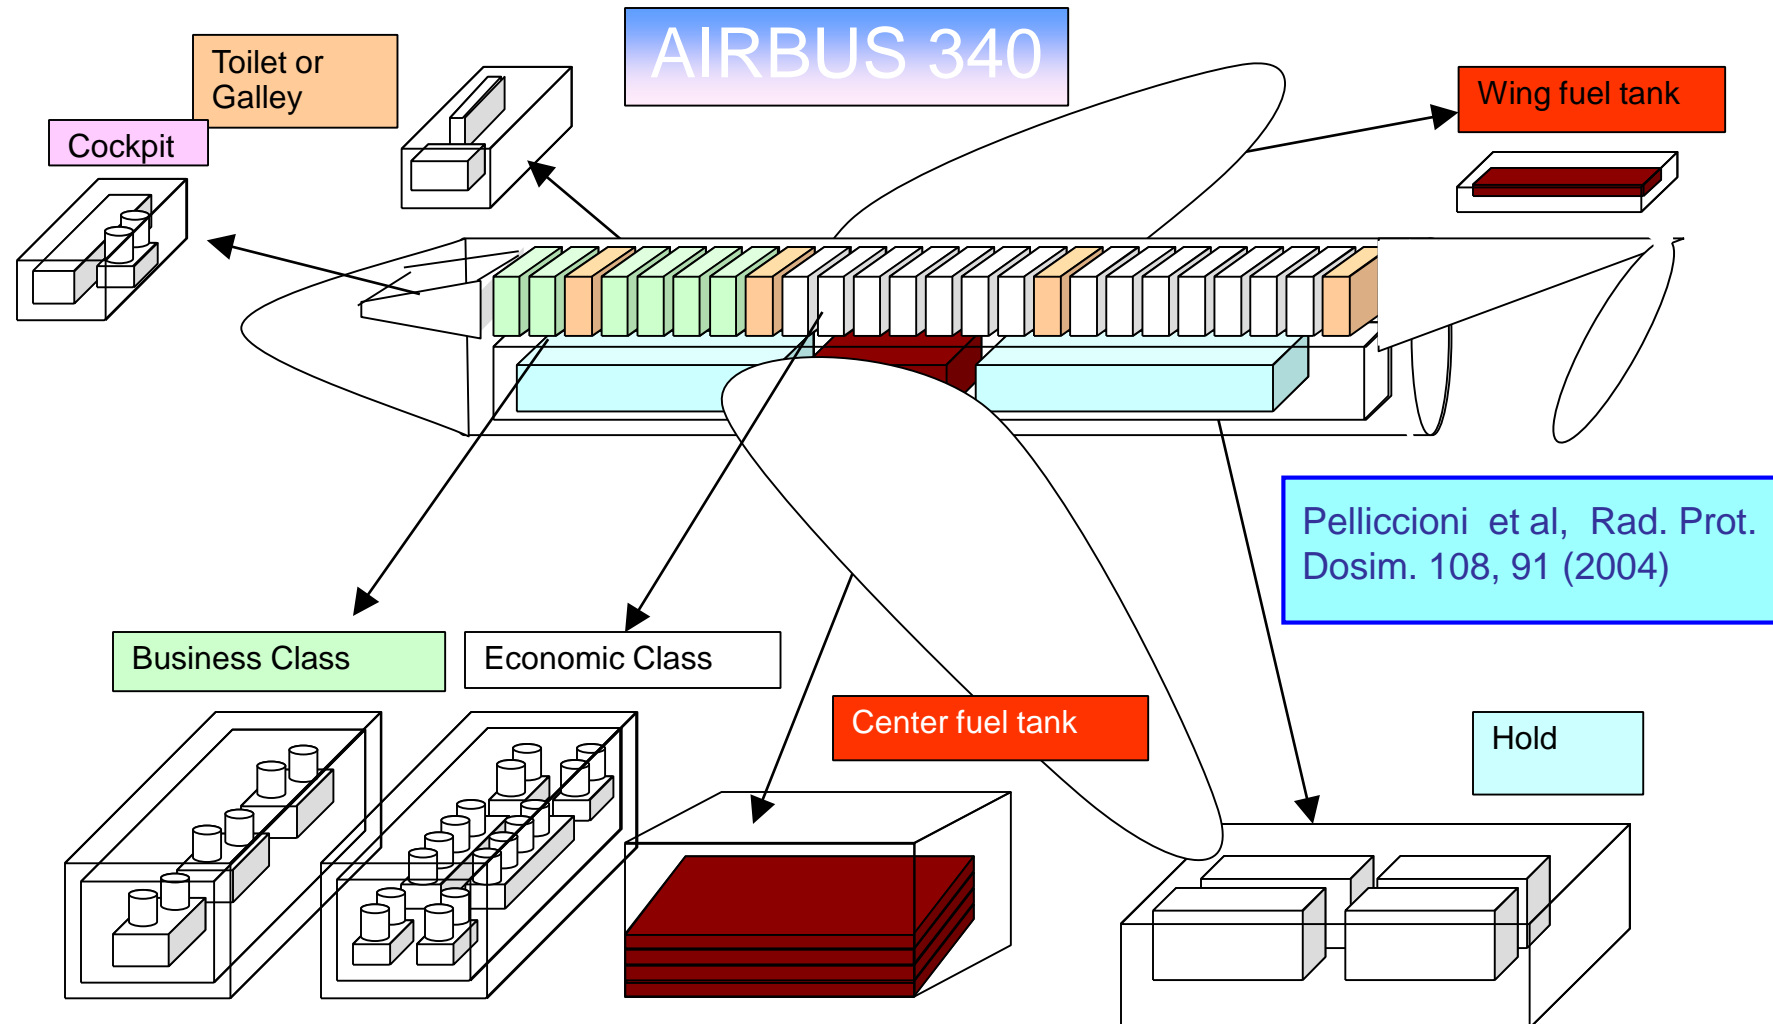 AIRBUS 340
Toilet or
Galley
Cockpit
Wing fuel tank
Pelliccioni et al, Rad. Prot.
Dosim. 108, 91 (2004)
Business Class
Economic Class
Center fuel tank
Hold